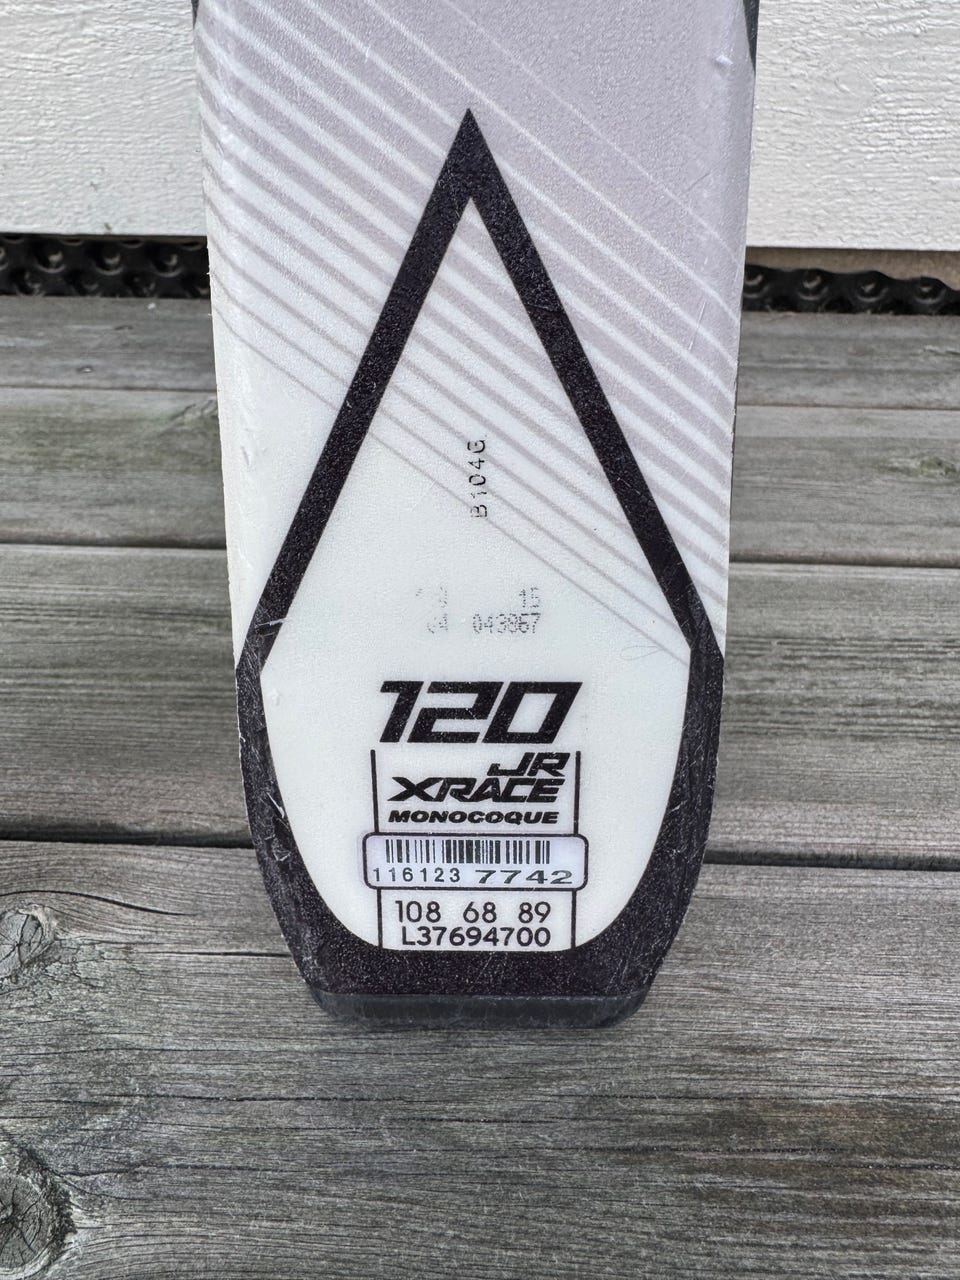 B104G
15
043867
120
JR
XRACE
MONOCOQUE
116123 7742
108 68 89
L37694700